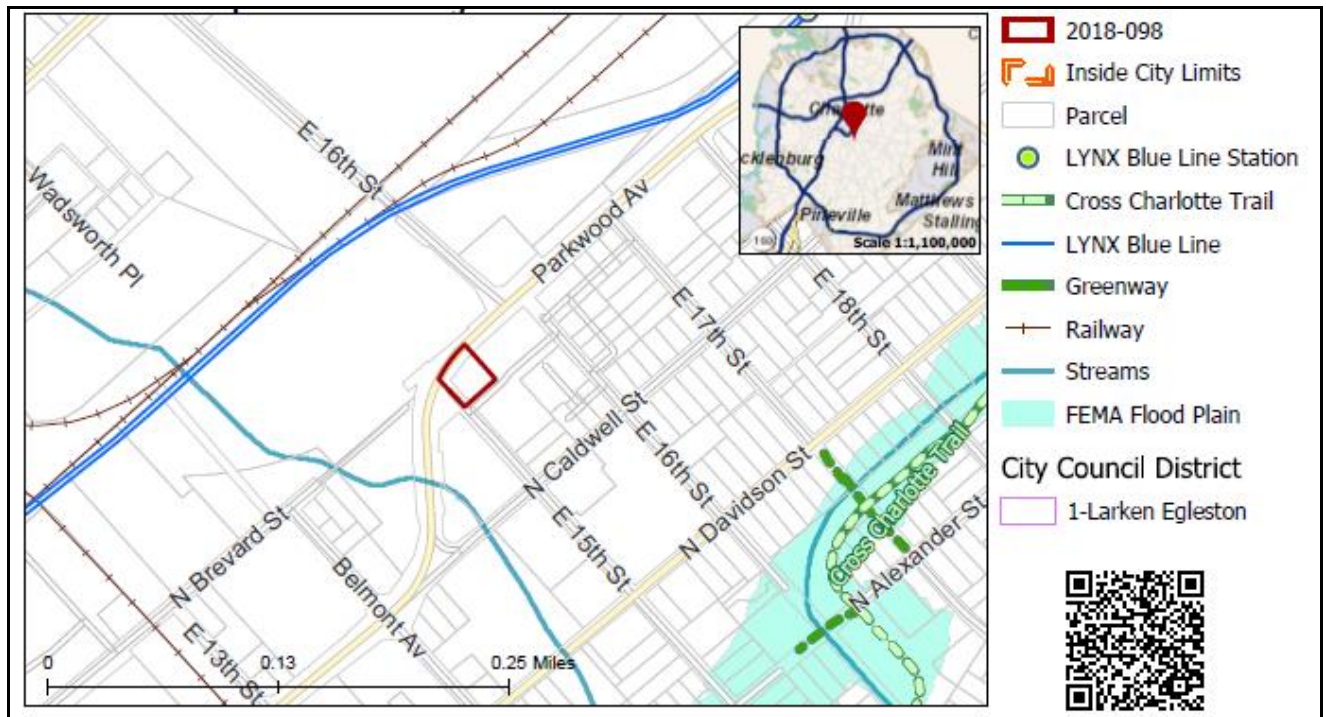 E 16th St
Wadsworth Pl
Parkwood Av
E 17th St
E 18th St
N Caldwell St
E 16th St
N Davidson St
Cross Charlotte Trail
N Alexander St
E 15th St
N Brevard St
Belmont Av
E 13th St
0 0.13 0.25 Miles
Charlotte
cklenburg
Mint
Hill
Matthews
Stalling
Pineville
160
Scale 1:1,100,000
2018-098
Inside City Limits
Parcel
LYNX Blue Line Station
Cross Charlotte Trail
LYNX Blue Line
Greenway
Railway
Streams
FEMA Flood Plain
City Council District
1-Larken Egleston